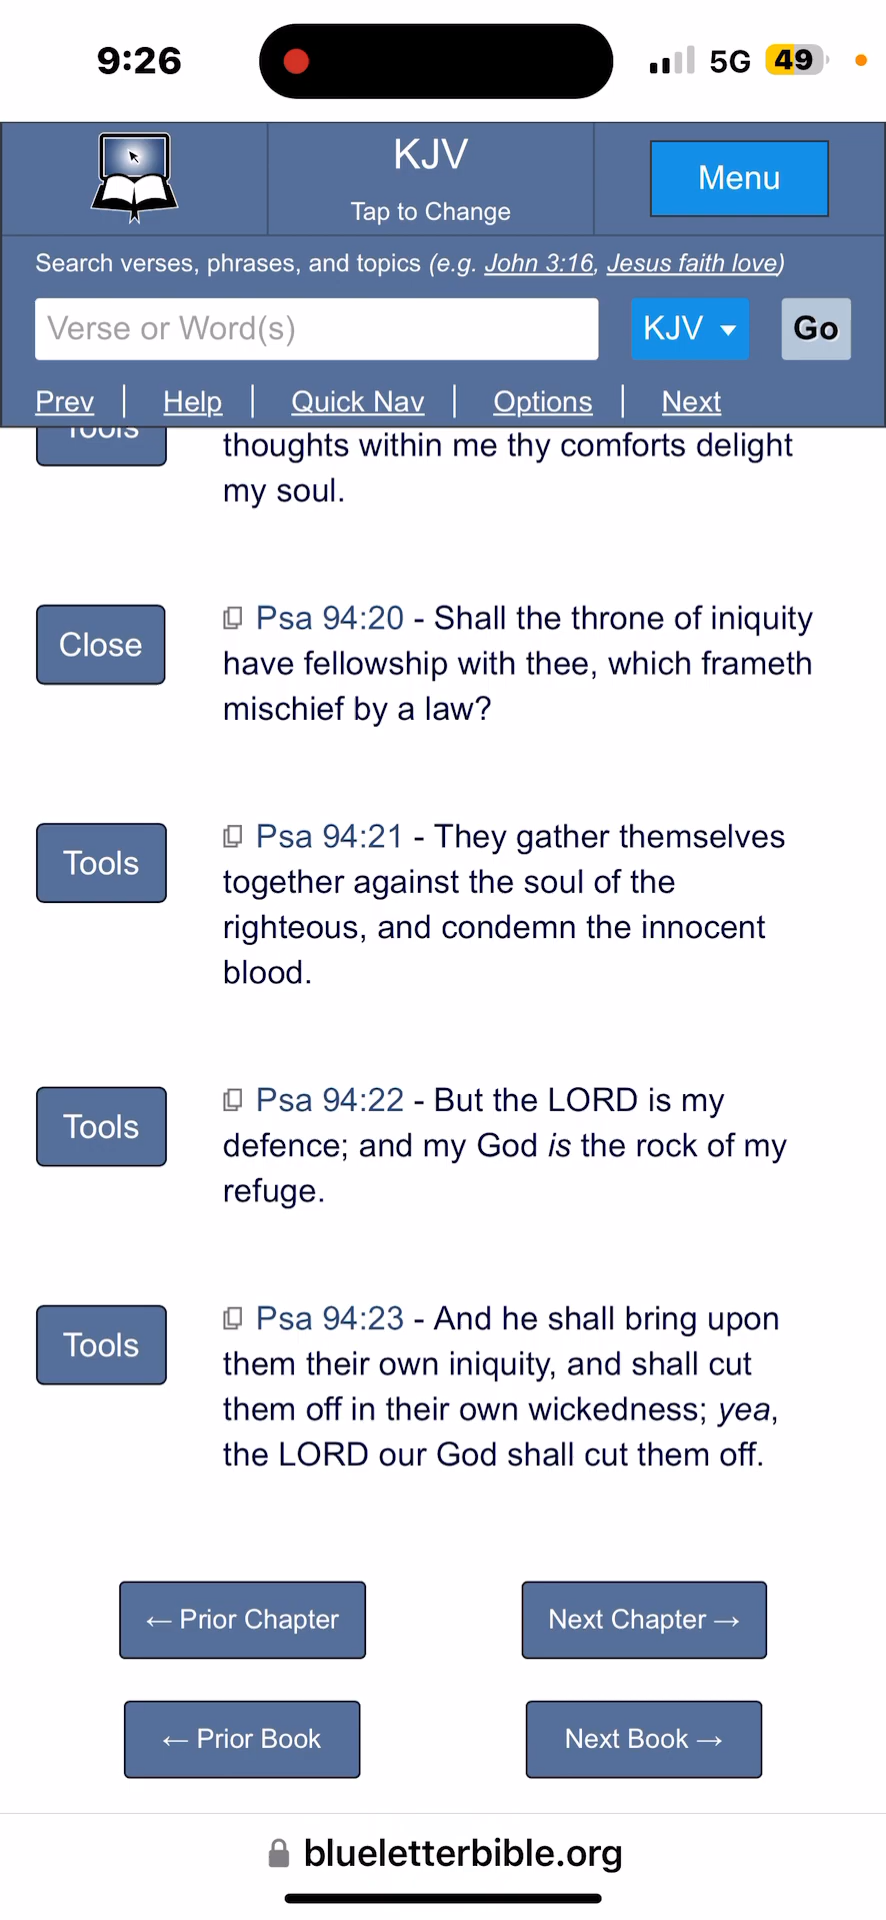 9:26
5G 49
KJV
Tap to Change
Menu
Search verses, phrases, and topics (e.g. John 3:16, Jesus faith love)
Verse or Word(s)
KJV
Go
Prev | Help | Quick Nav | Options | Next
Tools
thoughts within me thy comforts delight
my soul.
Close
Psa 94:20 - Shall the throne of iniquity
have fellowship with thee, which frameth
mischief by a law?
Tools
Psa 94:21 - They gather themselves
together against the soul of the
righteous, and condemn the innocent
blood.
Tools
Psa 94:22 - But the LORD is my
defence; and my God is the rock of my
refuge.
Tools
Psa 94:23 - And he shall bring upon
them their own iniquity, and shall cut
them off in their own wickedness; yea,
the LORD our God shall cut them off.
← Prior Chapter
Next Chapter →
← Prior Book
Next Book →
blueletterbible.org